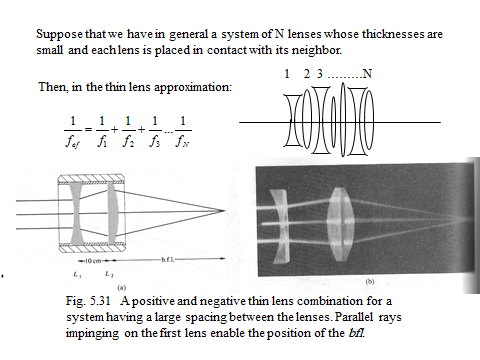 Suppose that we have in general a system of N lenses whose thicknesses are
small and each lens is placed in contact with its neighbor.
1 2 3 .........N
Then, in the thin lens approximation:
1/f_ef = 1/f_1 + 1/f_2 + 1/f_3 ... 1/f_N
10 cm
b.f.l.
L₁ L₂
(a)
(b)
Fig. 5.31 A positive and negative thin lens combination for a
system having a large spacing between the lenses. Parallel rays
impinging on the first lens enable the position of the bfl.